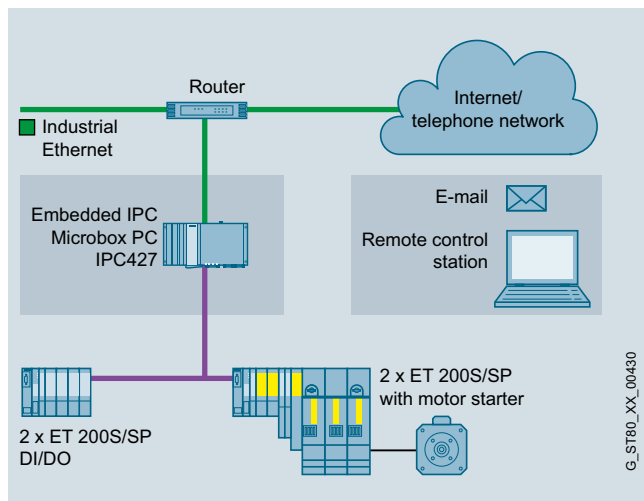 Router
Internet/
telephone network
Industrial
Ethernet
Embedded IPC
Microbox PC
IPC427
E-mail
Remote control
station
2 x ET 200S/SP
DI/DO
2 x ET 200S/SP
with motor starter
G_ST80_XX_00430